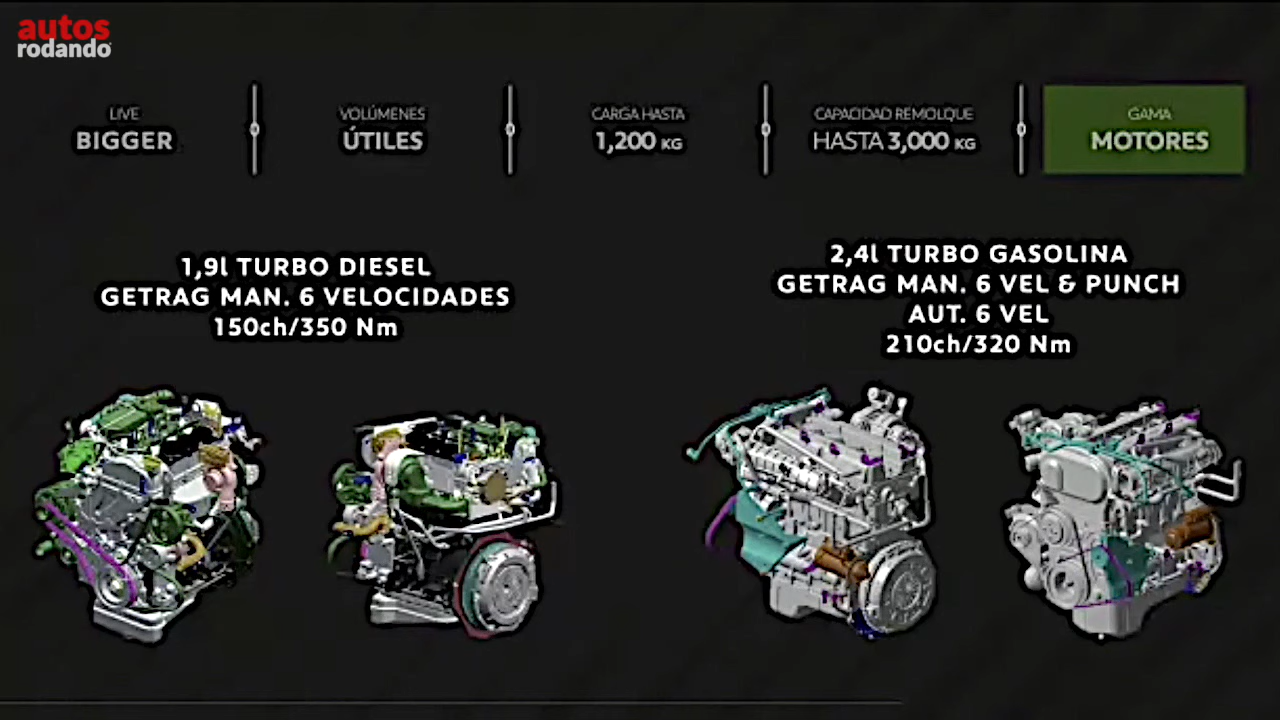 autos
rodando
LIVE
BIGGER
VOLÚMENES
ÚTILES
CARGA HASTA
1,200 KG
CAPACIDAD REMOLQUE
HASTA 3,000 KG
GAMA
MOTORES
1,9l TURBO DIESEL
GETRAG MAN. 6 VELOCIDADES
150ch/350 Nm
2,4l TURBO GASOLINA
GETRAG MAN. 6 VEL & PUNCH
AUT. 6 VEL
210ch/320 Nm